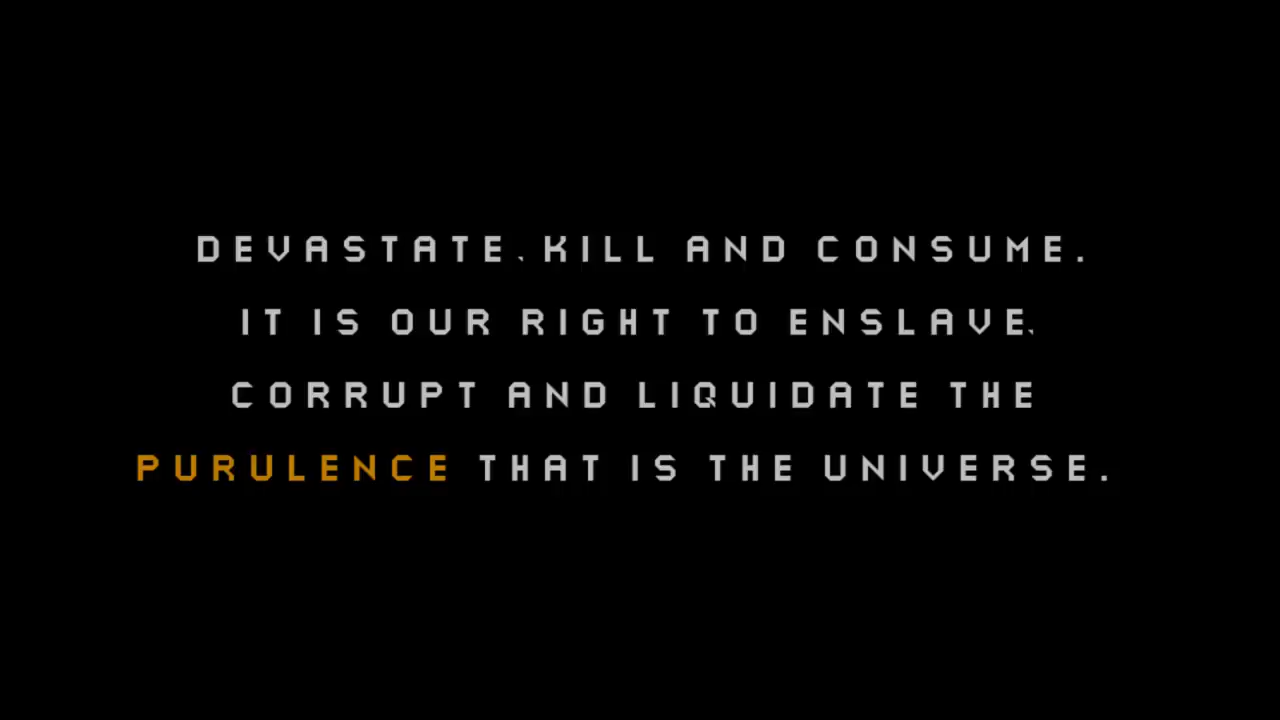 DEVASTATE, KILL AND CONSUME.
IT IS OUR RIGHT TO ENSLAVE,
CORRUPT AND LIQUIDATE THE
PURULENCE THAT IS THE UNIVERSE.